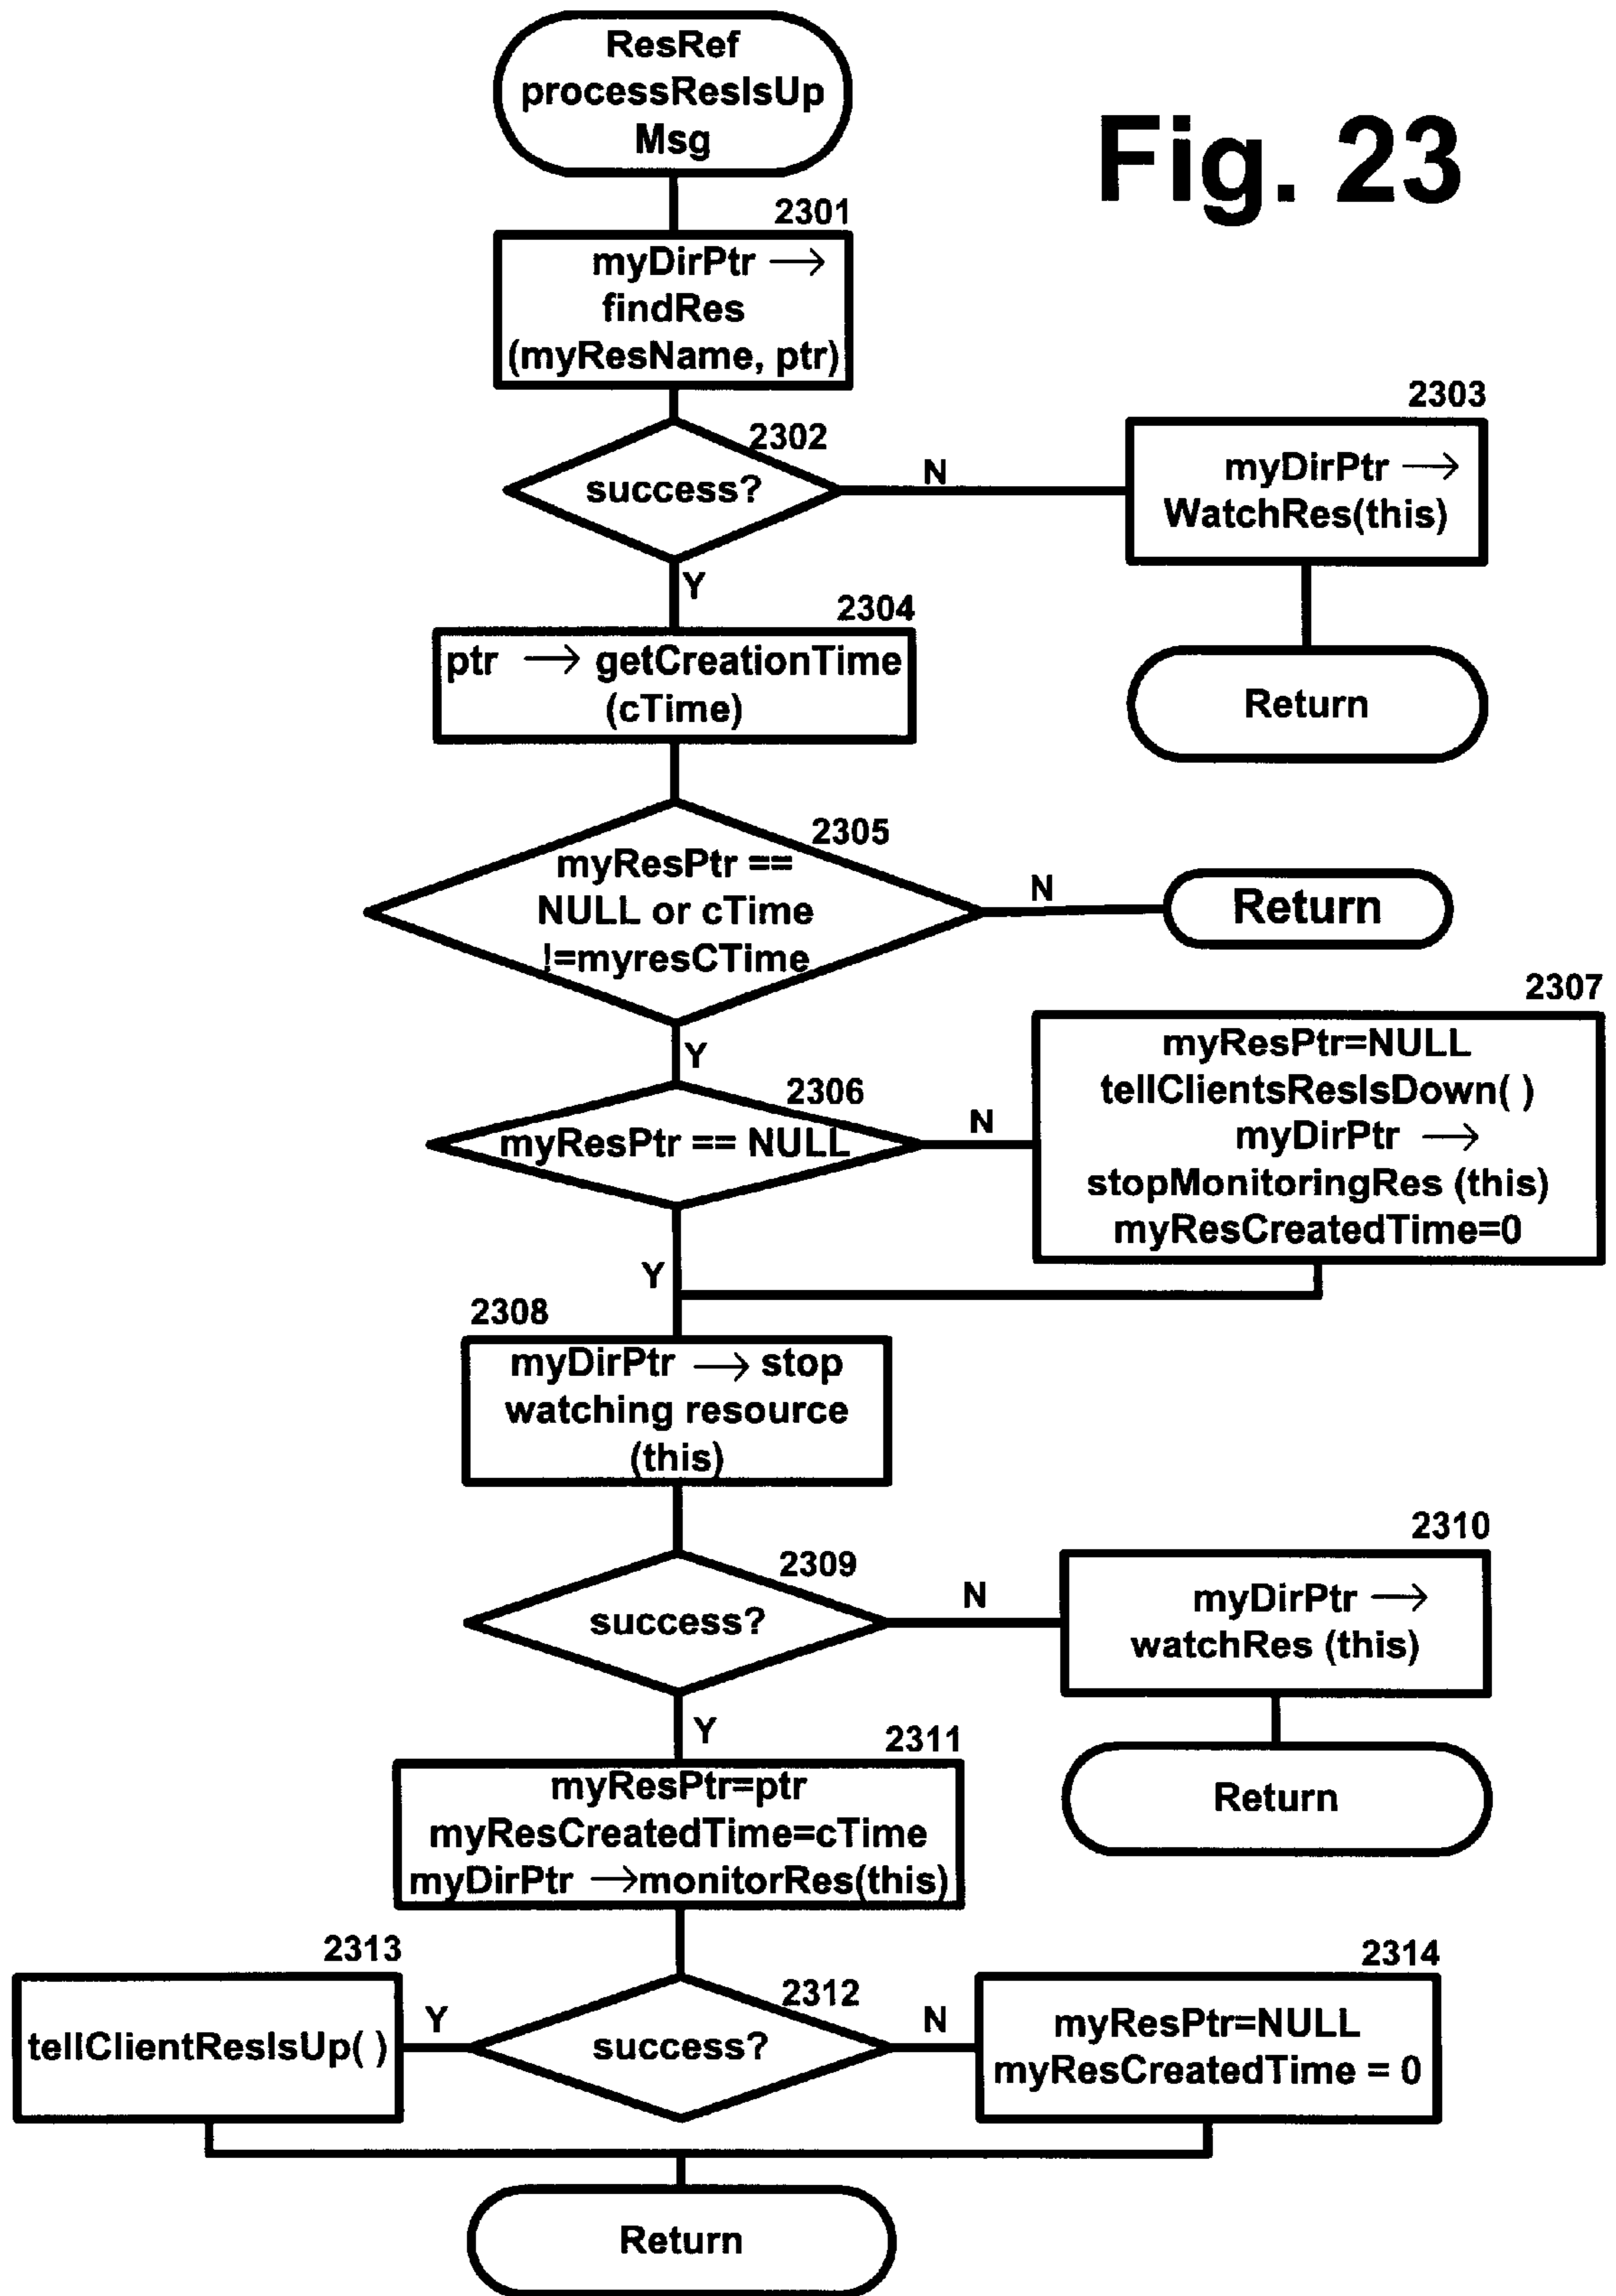 ResRef
processResIsUp
Msg
Fig. 23
2301
myDirPtr →
findRes
(myResName, ptr)
2302
success?
N
2303
myDirPtr →
WatchRes(this)
Return
Y
2304
ptr → getCreationTime
(cTime)
2305
myResPtr ==
NULL or cTime
!=myresCTime
N
Return
Y
2306
myResPtr == NULL
N
2307
myResPtr=NULL
tellClientsResIsDown( )
myDirPtr →
stopMonitoringRes (this)
myResCreatedTime=0
Y
2308
myDirPtr → stop
watching resource
(this)
2309
success?
N
2310
myDirPtr →
watchRes (this)
Return
Y
2311
myResPtr=ptr
myResCreatedTime=cTime
myDirPtr →monitorRes(this)
2312
success?
Y
2313
tellClientResIsUp( )
N
2314
myResPtr=NULL
myResCreatedTime = 0
Return